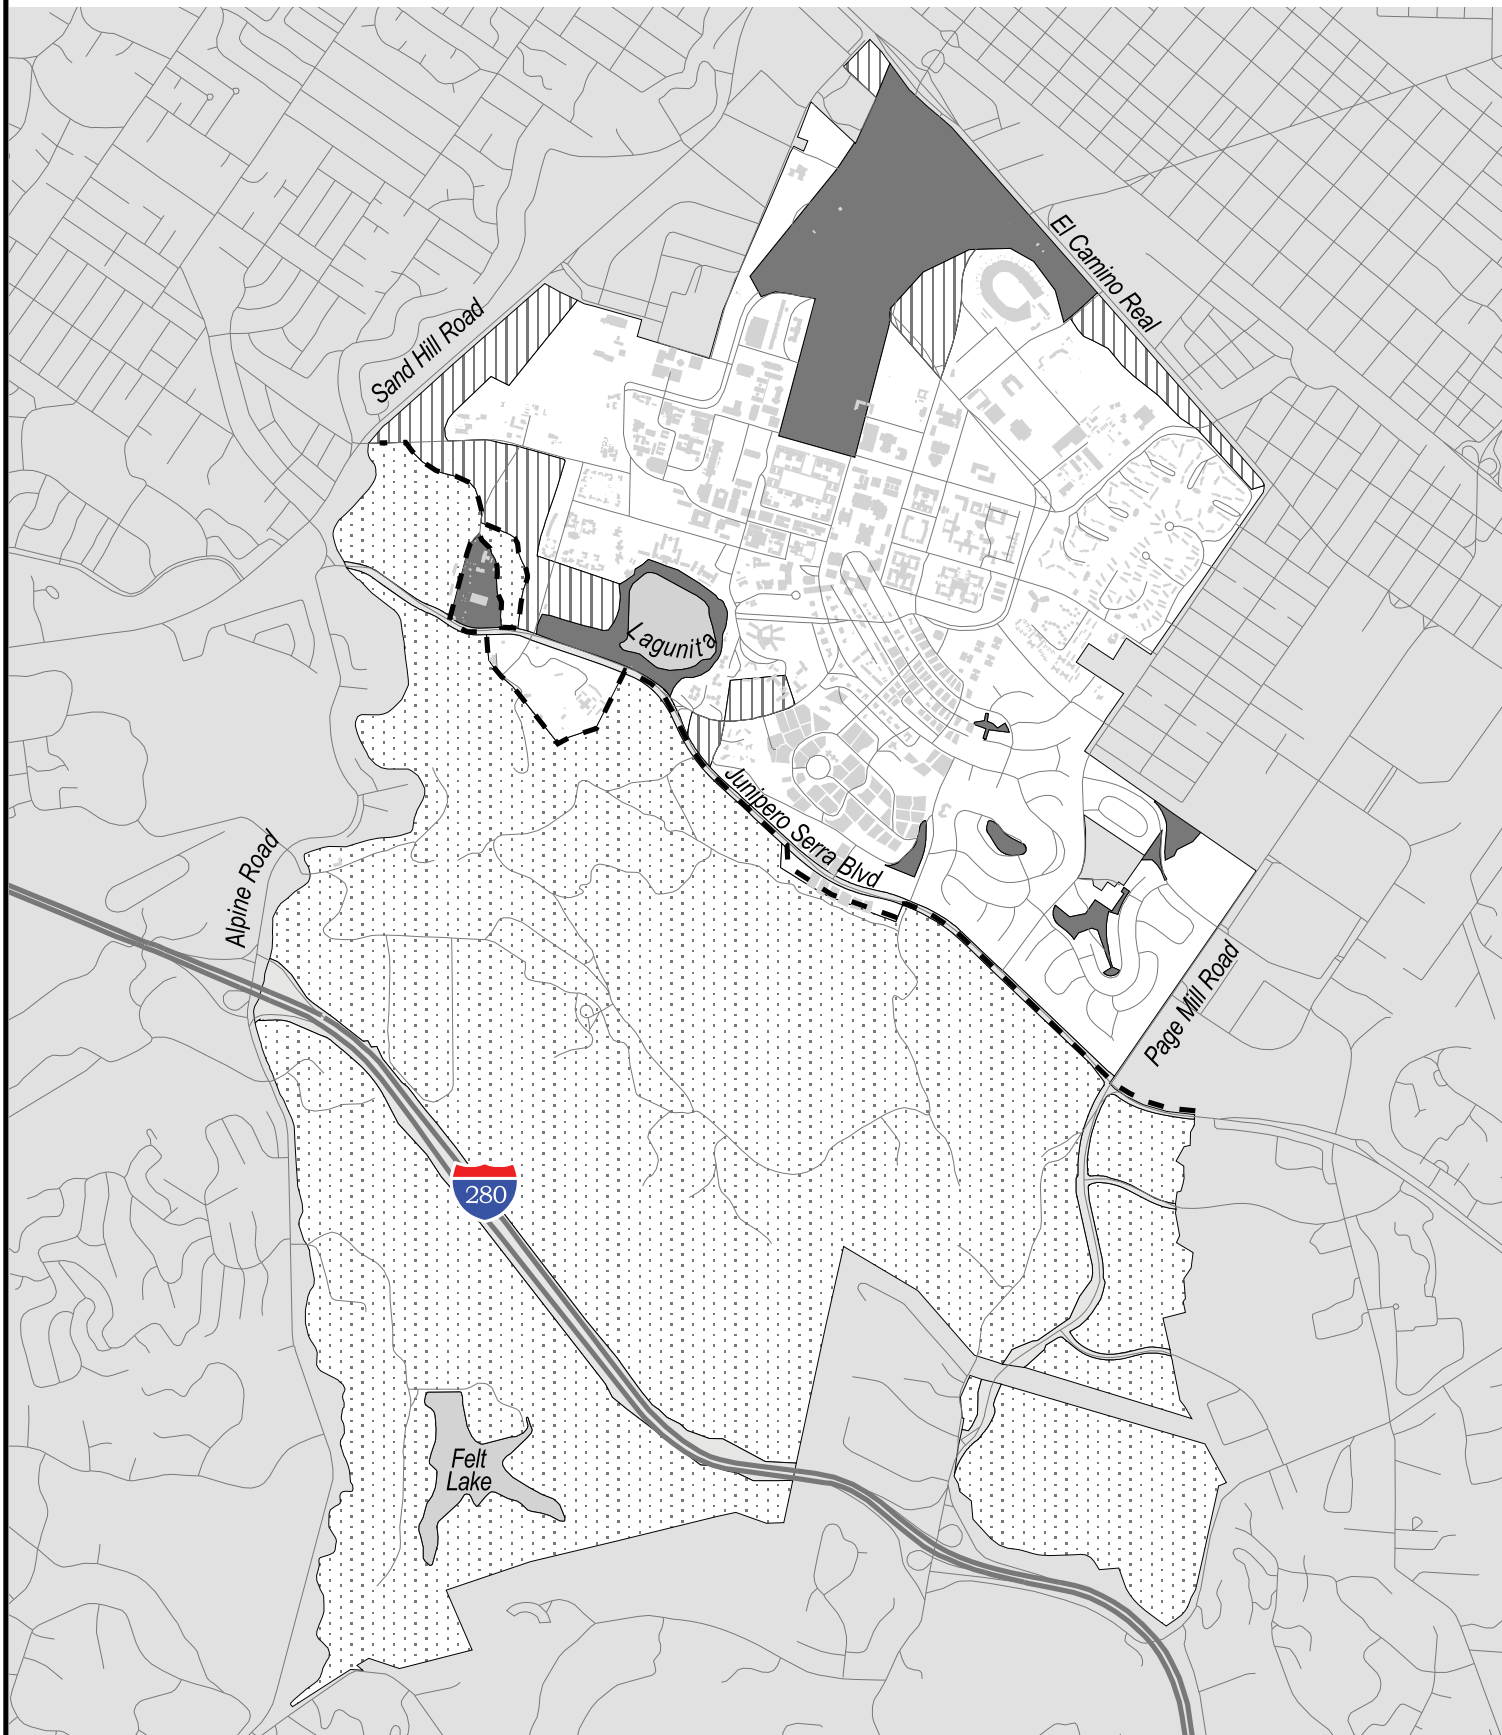 El Camino Real
Sand Hill Road
Lagunita
Junipero Serra Blvd
Alpine Road
Page Mill Road
280
Felt
Lake